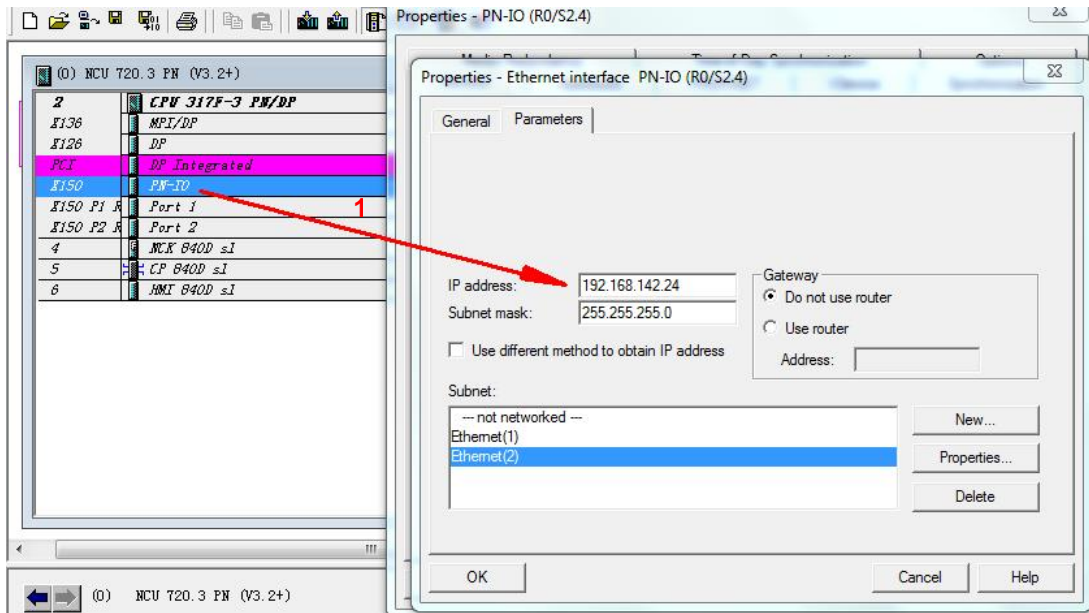 Properties - PN-IO (R0/S2.4)
(0) NCU 720.3 PN (V3.2+)
2 CPU 317F-3 PN/DP
X136 MPI/DP
X126 DP
PCI DP Integrated
X150 PN-IO
X150 P1 R Port 1
X150 P2 R Port 2
4 NCK 840D sl
5 CP 840D sl
6 HMI 840D sl
1
(0) NCU 720.3 PN (V3.2+)
Properties - Ethernet interface PN-IO (R0/S2.4)
General Parameters
IP address: 192.168.142.24
Subnet mask: 255.255.255.0
Use different method to obtain IP address
Gateway
Do not use router
Use router
Address:
Subnet:
--- not networked ---
Ethernet(1)
Ethernet(2)
New...
Properties...
Delete
OK Cancel Help